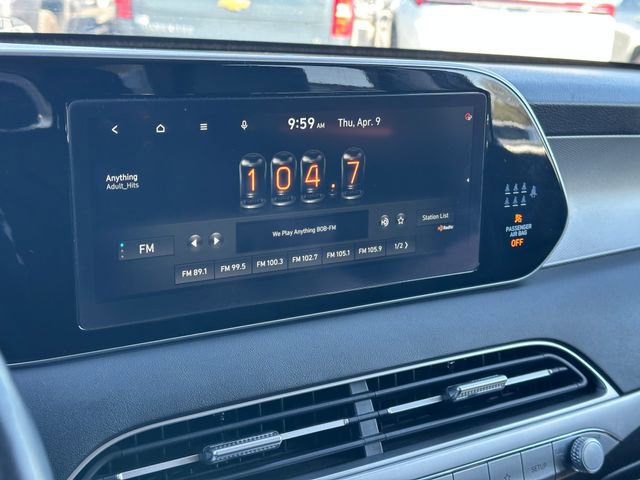 9:59 AM Thu, Apr. 9
Anything
Adult_Hits
104.7
We Play Anything BOB-FM
Station List
HD Radio
FM
FM 89.1 FM 99.5 FM 100.3 FM 102.7 FM 105.1 FM 105.9 1/2
PASSENGER
AIR BAG
OFF
SETUP